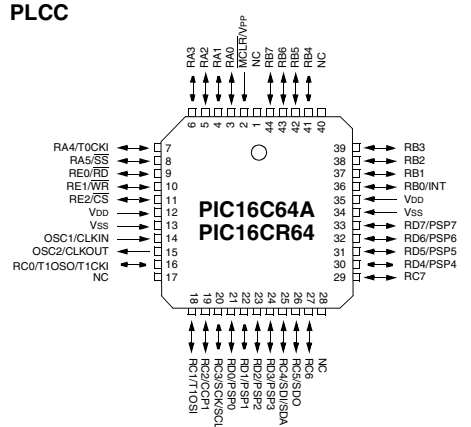 PLCC
RA3
RA2
RA1
RA0
MCLR/VPP
NC
RB7
RB6
RB5
RB4
NC
6
5
4
3
2
1
44
43
42
41
40
RA4/T0CKI 7
RA5/SS 8
RE0/RD 9
RE1/WR 10
RE2/CS 11
VDD 12
VSS 13
OSC1/CLKIN 14
OSC2/CLKOUT 15
RC0/T1OSO/T1CKI 16
NC 17
PIC16C64A
PIC16CR64
39 RB3
38 RB2
37 RB1
36 RB0/INT
35 VDD
34 VSS
33 RD7/PSP7
32 RD6/PSP6
31 RD5/PSP5
30 RD4/PSP4
29 RC7
18
19
20
21
22
23
24
25
26
27
28
RC1/T1OSI
RC2/CCP1
RC3/SCK/SCL
RD0/PSP0
RD1/PSP1
RD2/PSP2
RD3/PSP3
RC4/SDI/SDA
RC5/SDO
RC6
NC